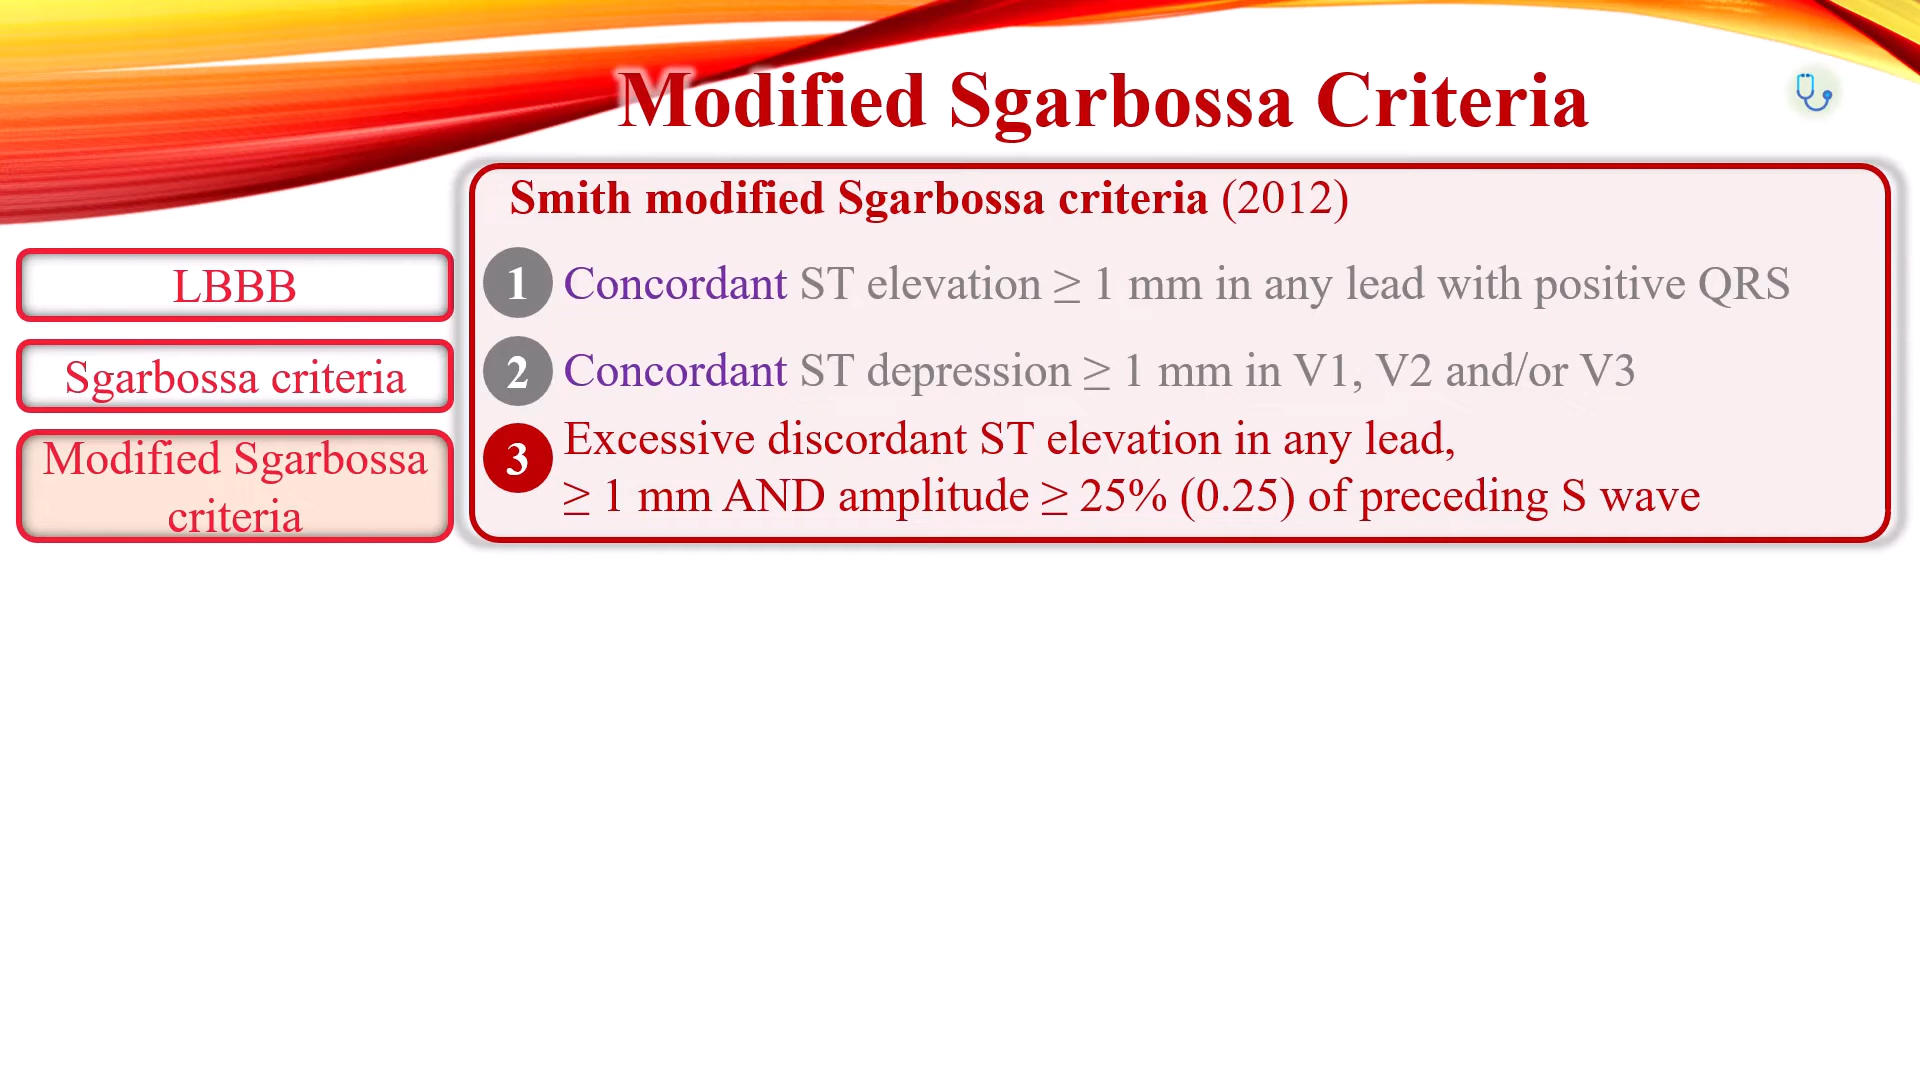 Modified Sgarbossa Criteria
LBBB
Sgarbossa criteria
Modified Sgarbossa
criteria
Smith modified Sgarbossa criteria (2012)
1 Concordant ST elevation ≥ 1 mm in any lead with positive QRS
2 Concordant ST depression ≥ 1 mm in V1, V2 and/or V3
3 Excessive discordant ST elevation in any lead,
≥ 1 mm AND amplitude ≥ 25% (0.25) of preceding S wave